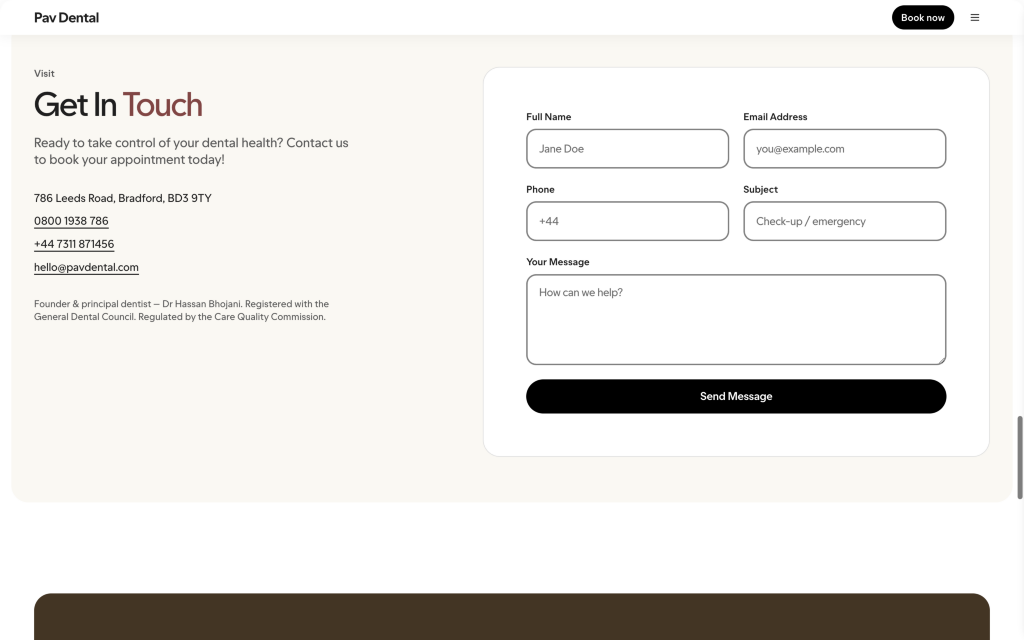 Pav Dental
Book now
Visit
Get In Touch
Ready to take control of your dental health? Contact us
to book your appointment today!
786 Leeds Road, Bradford, BD3 9TY
0800 1938 786
+44 7311 871456
hello@pavdental.com
Founder & principal dentist — Dr Hassan Bhojani. Registered with the
General Dental Council. Regulated by the Care Quality Commission.
Full Name
Email Address
Jane Doe
you@example.com
Phone
Subject
+44
Check-up / emergency
Your Message
How can we help?
Send Message